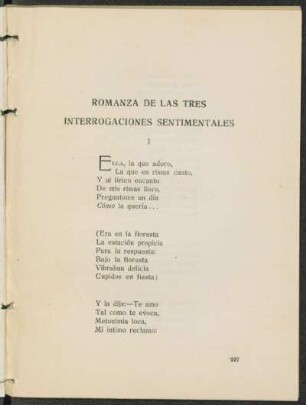 ROMANZA DE LAS TRES
INTERROGACIONES SENTIMENTALES
I
ELLA, la que adoro,
La que en rimas canto,
Y al lírico encanto
De mis rimas lloro,
Preguntome un día
Cómo la quería...
(Era en la floresta
La estación propicia
Para la respuesta:
Bajo la floresta
Vibraban delicia
Cupidos en fiesta)
Y la dije:—Te amo
Tal como te evoca,
Metonimia loca,
Mi íntimo reclamo: